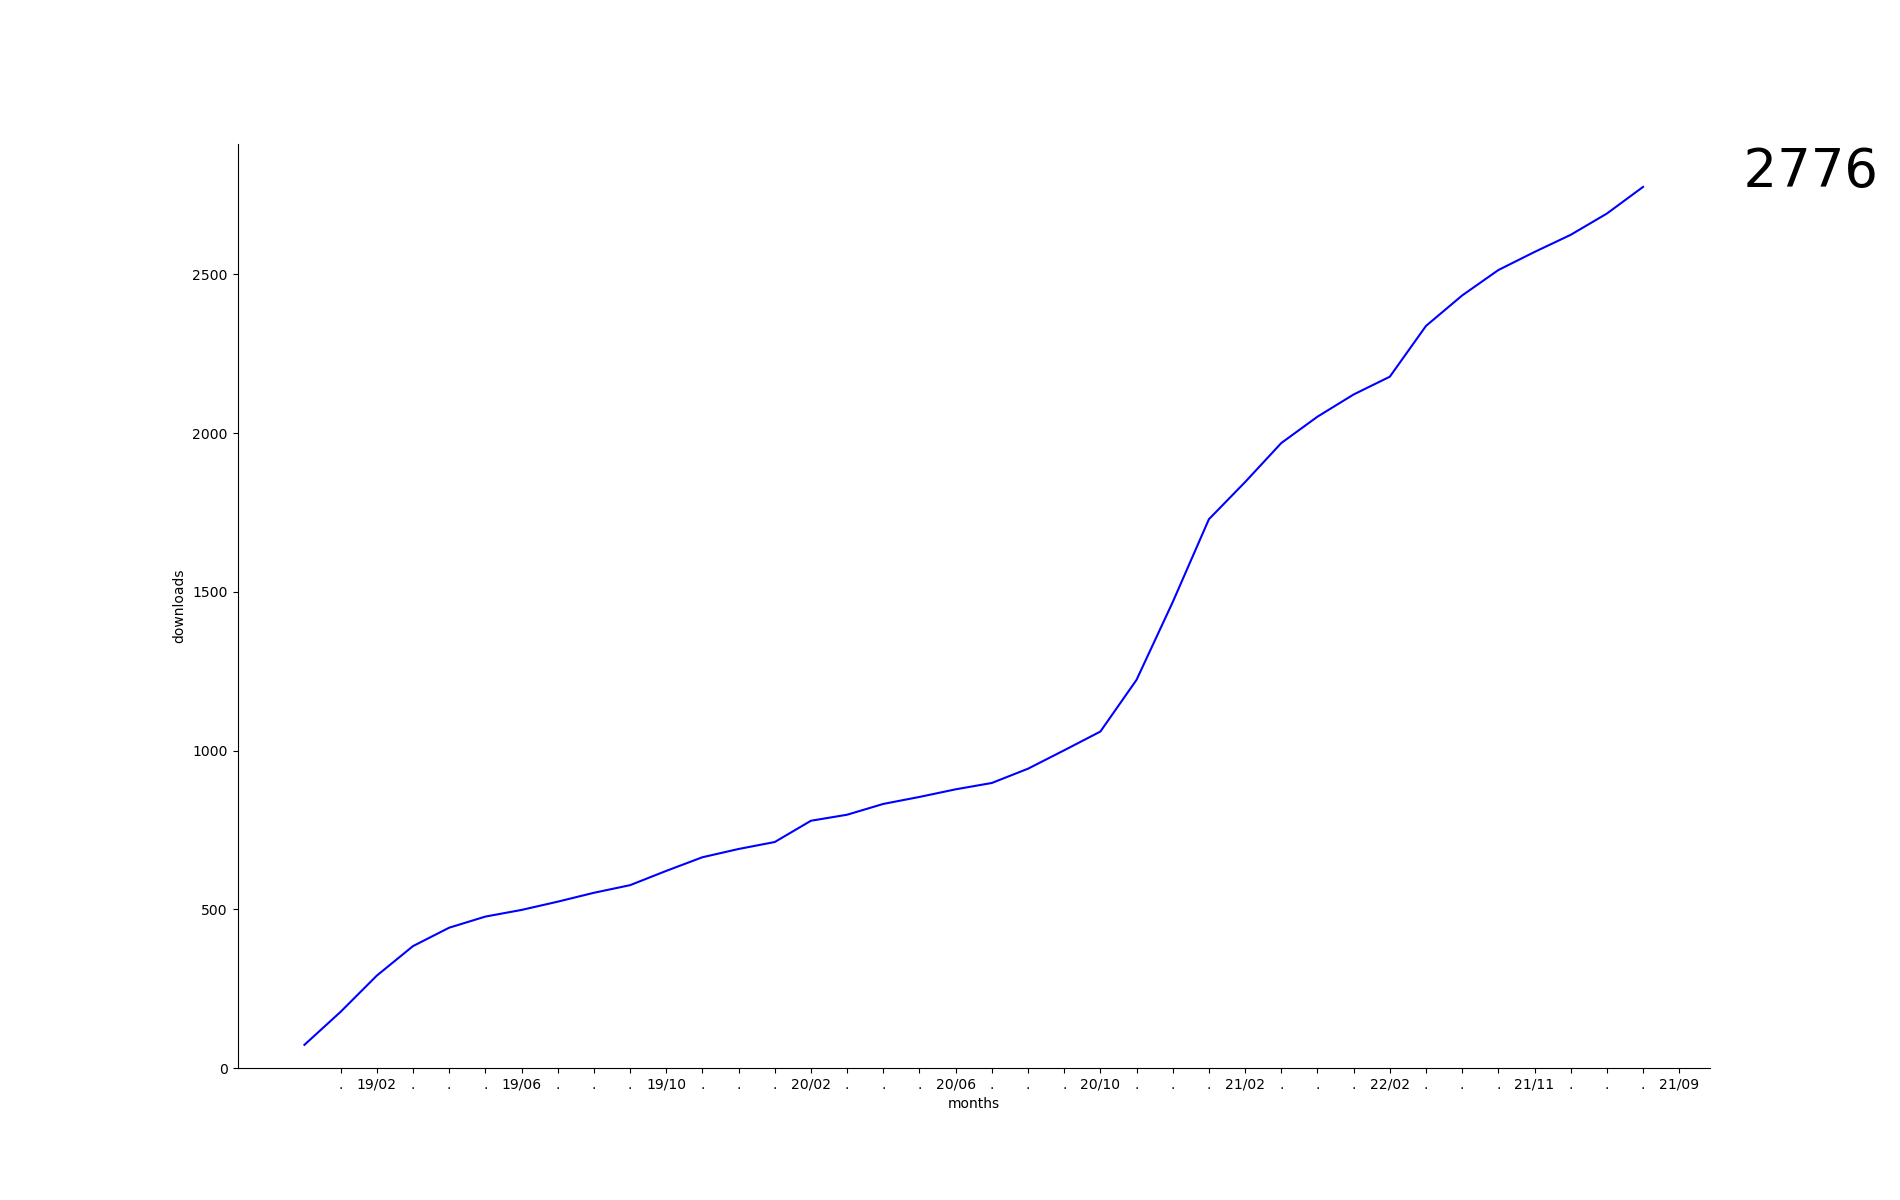 2776
2500
2000
1500
1000
500
0
downloads
. 19/02 . . . 19/06 . . . 19/10 . . . 20/02 . . . 20/06 . . . 20/10 . . . 21/02 . . . 22/02 . . . 21/11 . . . 21/09
months